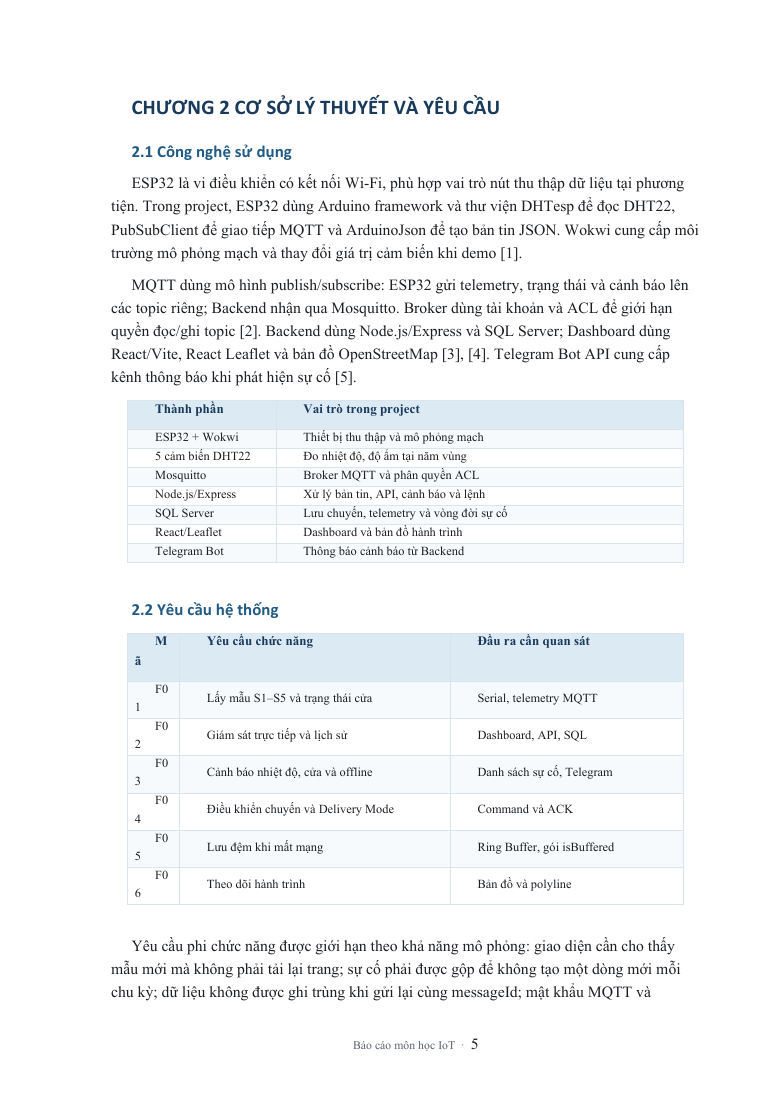 CHƯƠNG 2 CƠ SỞ LÝ THUYẾT VÀ YÊU CẦU
2.1 Công nghệ sử dụng
ESP32 là vi điều khiển có kết nối Wi-Fi, phù hợp vai trò nút thu thập dữ liệu tại phương
tiện. Trong project, ESP32 dùng Arduino framework và thư viện DHTesp để đọc DHT22,
PubSubClient để giao tiếp MQTT và ArduinoJson để tạo bản tin JSON. Wokwi cung cấp môi
trường mô phỏng mạch và thay đổi giá trị cảm biến khi demo [1].
MQTT dùng mô hình publish/subscribe: ESP32 gửi telemetry, trạng thái và cảnh báo lên
các topic riêng; Backend nhận qua Mosquitto. Broker dùng tài khoản và ACL để giới hạn
quyền đọc/ghi topic [2]. Backend dùng Node.js/Express và SQL Server; Dashboard dùng
React/Vite, React Leaflet và bản đồ OpenStreetMap [3], [4]. Telegram Bot API cung cấp
kênh thông báo khi phát hiện sự cố [5].
Thành phần Vai trò trong project
ESP32 + Wokwi Thiết bị thu thập và mô phỏng mạch
5 cảm biến DHT22 Đo nhiệt độ, độ ẩm tại năm vùng
Mosquitto Broker MQTT và phân quyền ACL
Node.js/Express Xử lý bản tin, API, cảnh báo và lệnh
SQL Server Lưu chuyến, telemetry và vòng đời sự cố
React/Leaflet Dashboard và bản đồ hành trình
Telegram Bot Thông báo cảnh báo từ Backend
2.2 Yêu cầu hệ thống
M
ã Yêu cầu chức năng Đầu ra cần quan sát
F0
1 Lấy mẫu S1–S5 và trạng thái cửa Serial, telemetry MQTT
F0
2 Giám sát trực tiếp và lịch sử Dashboard, API, SQL
F0
3 Cảnh báo nhiệt độ, cửa và offline Danh sách sự cố, Telegram
F0
4 Điều khiển chuyến và Delivery Mode Command và ACK
F0
5 Lưu đệm khi mất mạng Ring Buffer, gói isBuffered
F0
6 Theo dõi hành trình Bản đồ và polyline
Yêu cầu phi chức năng được giới hạn theo khả năng mô phỏng: giao diện cần cho thấy
mẫu mới mà không phải tải lại trang; sự cố phải được gộp để không tạo một dòng mới mỗi
chu kỳ; dữ liệu không được ghi trùng khi gửi lại cùng messageId; mật khẩu MQTT và
Báo cáo môn học IoT · 5